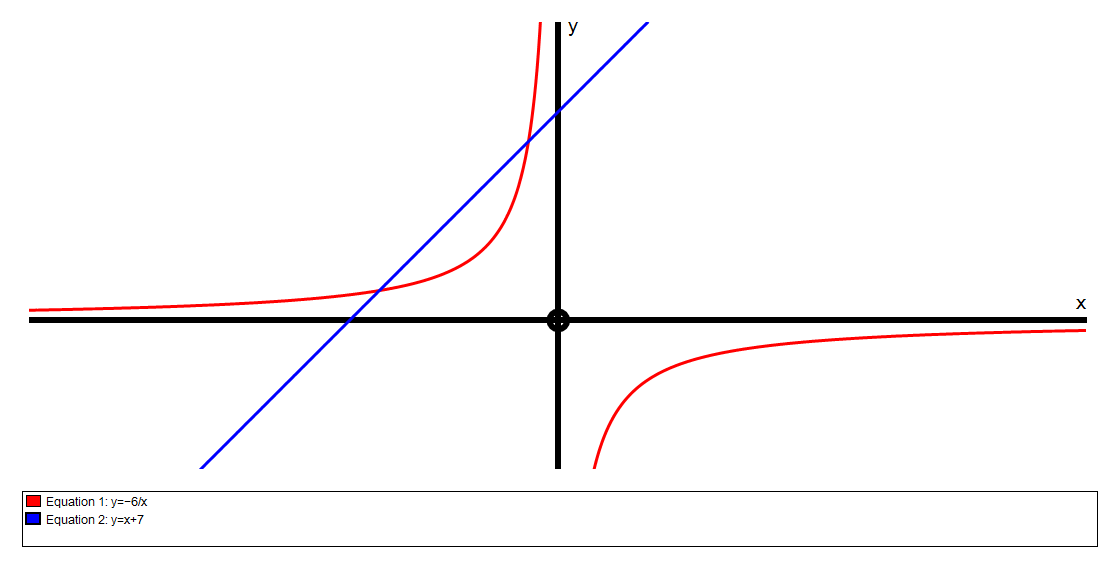 y
x
Equation 1: y=−6/x
Equation 2: y=x+7